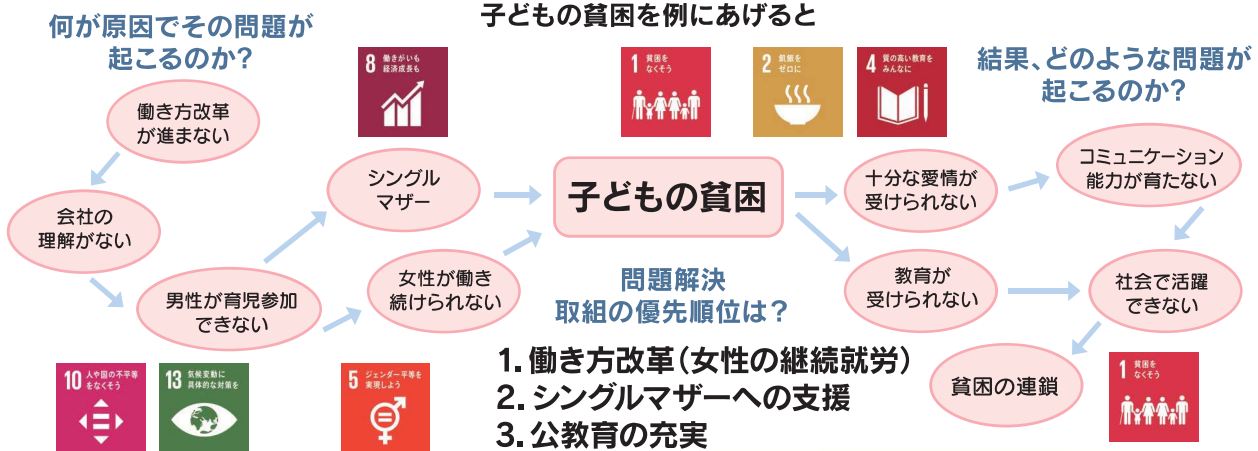 子どもの貧困を例にあげると
何が原因でその問題が
起こるのか?
8 働きがいも
経済成長も
1 貧困を
なくそう
2 飢餓を
ゼロに
4 質の高い教育を
みんなに
結果、どのような問題が
起こるのか?
働き方改革
が進まない
会社の
理解がない
男性が育児参加
できない
シングル
マザー
女性が働き
続けられない
子どもの貧困
十分な愛情が
受けられない
コミュニケーション
能力が育たない
教育が
受けられない
社会で活躍
できない
貧困の連鎖
問題解決
取組の優先順位は?
1. 働き方改革(女性の継続就労)
2. シングルマザーへの支援
3. 公教育の充実
10 人や国の不平等
をなくそう
13 気候変動に
具体的な対策を
5 ジェンダー平等を
実現しよう
1 貧困を
なくそう